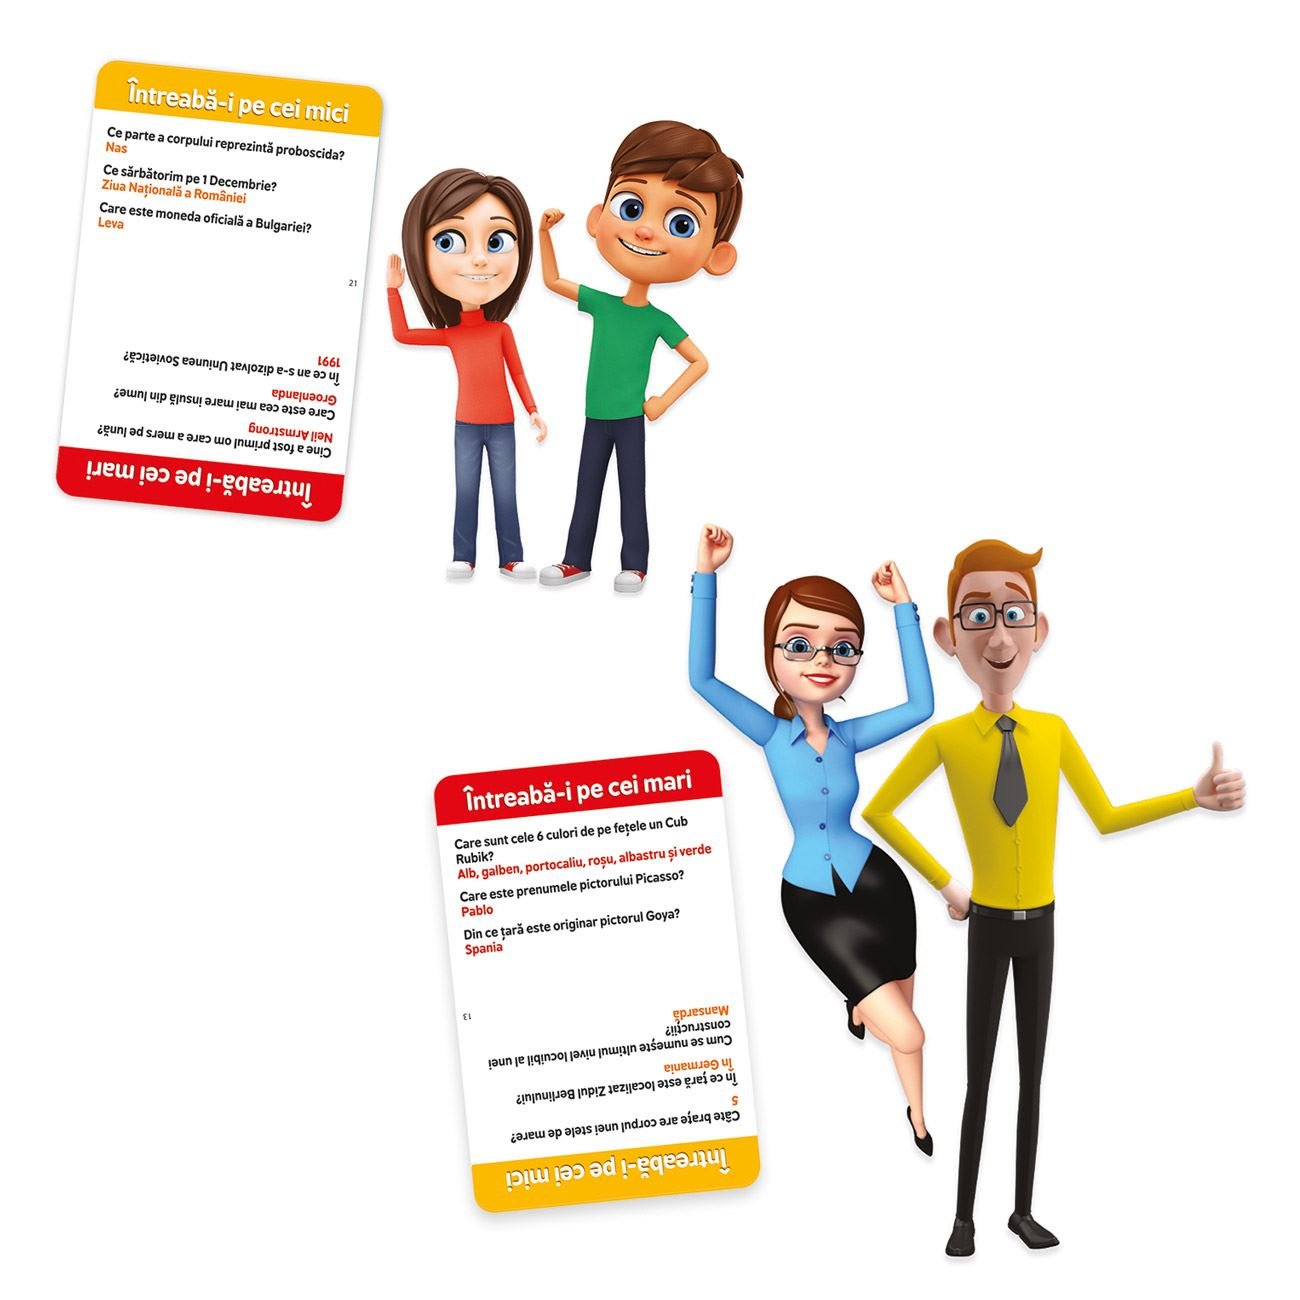 Întreabă-i pe cei mici
Ce parte a corpului reprezintă proboscida?
Nas
Ce sărbătorim pe 1 Decembrie?
Ziua Națională a României
Care este moneda oficială a Bulgariei?
Leva
21
Întreabă-i pe cei mari
Cine a fost primul om care a mers pe lună?
Neil Armstrong
Care este cea mai mare insulă din lume?
Groenlanda
În ce an s-a dizolvat Uniunea Sovietică?
1991
Întreabă-i pe cei mari
Care sunt cele 6 culori de pe fețele un Cub
Rubik?
Alb, galben, portocaliu, roșu, albastru și verde
Care este prenumele pictorului Picasso?
Pablo
Din ce țară este originar pictorul Goya?
Spania
13
Întreabă-i pe cei mici
Câte brațe are corpul unei stele de mare?
5
În ce țară este localizat Zidul Berlinului?
În Germania
Cum se numește ultimul nivel locuibil al unei
construcții?
Mansardă